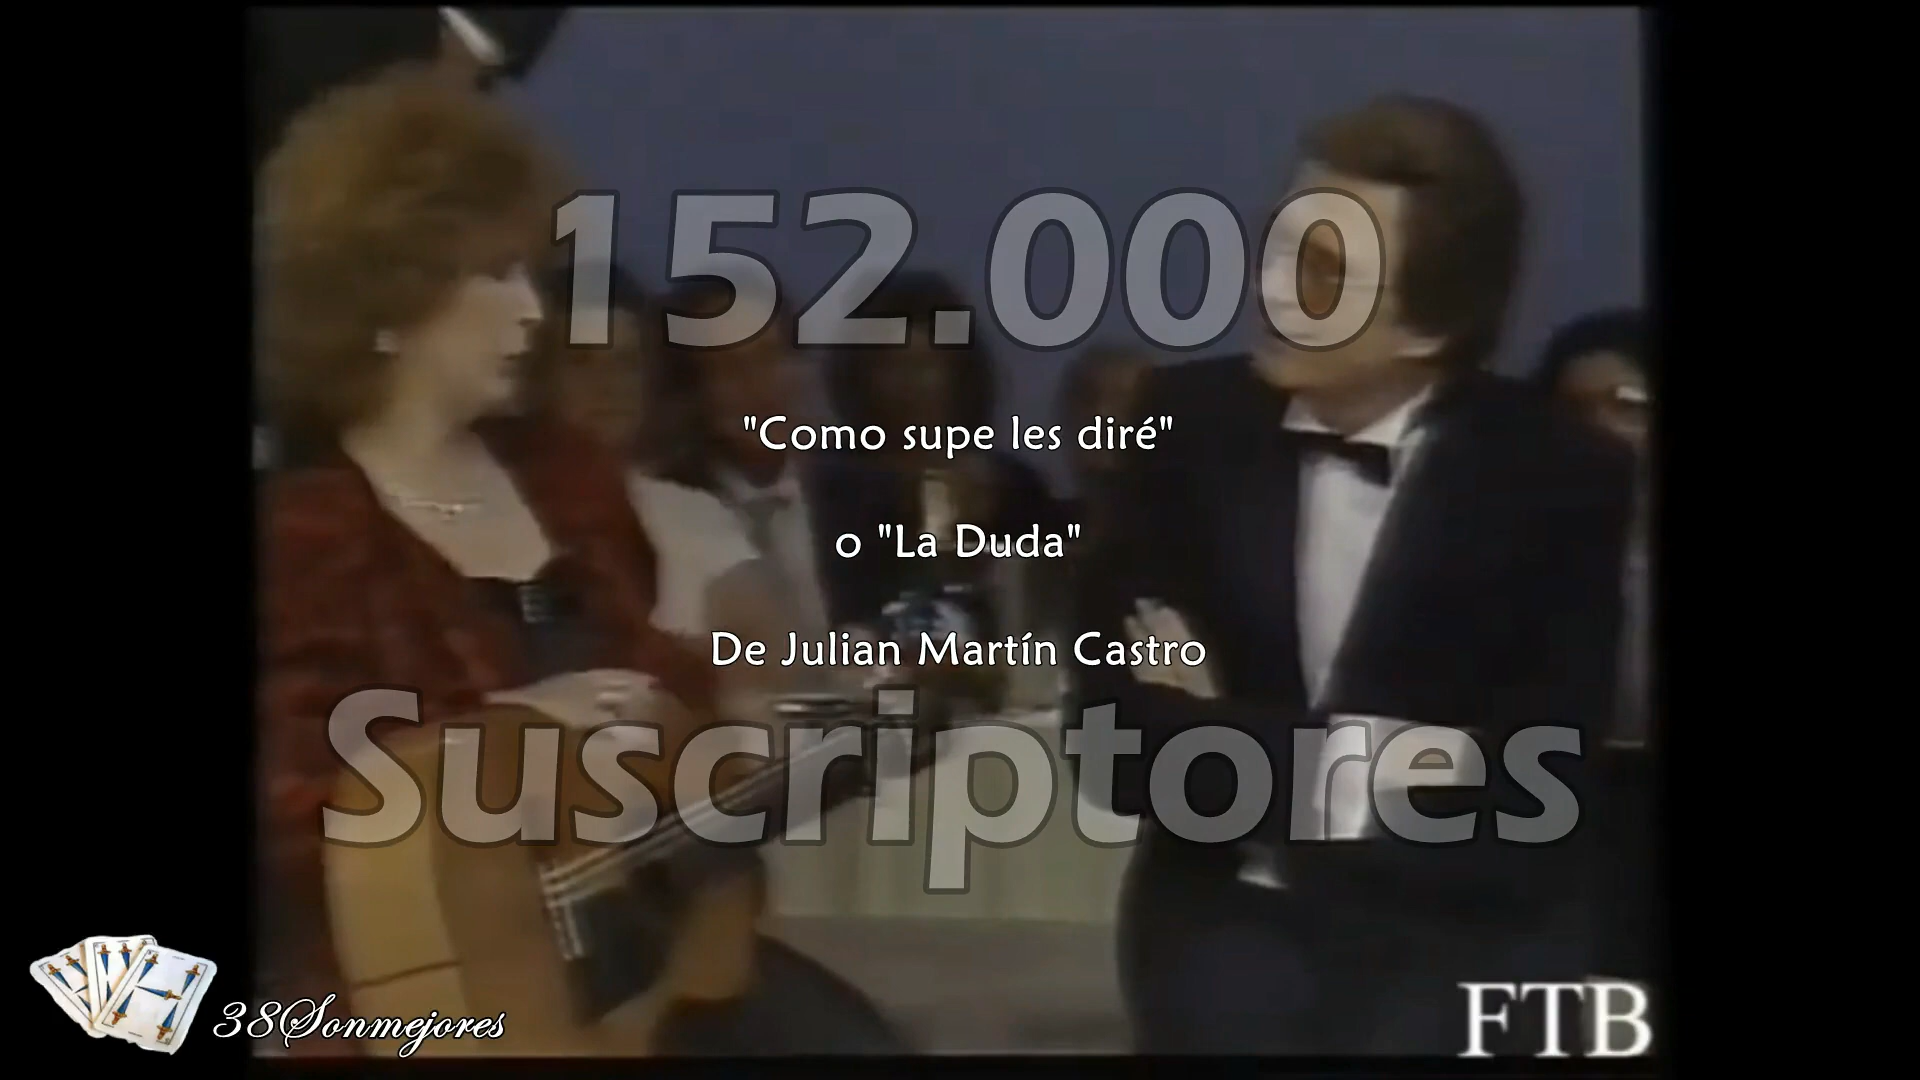 152.000
"Como supe les diré"
o "La Duda"
De Julian Martín Castro
Suscriptores
38Sonmejores
FTB